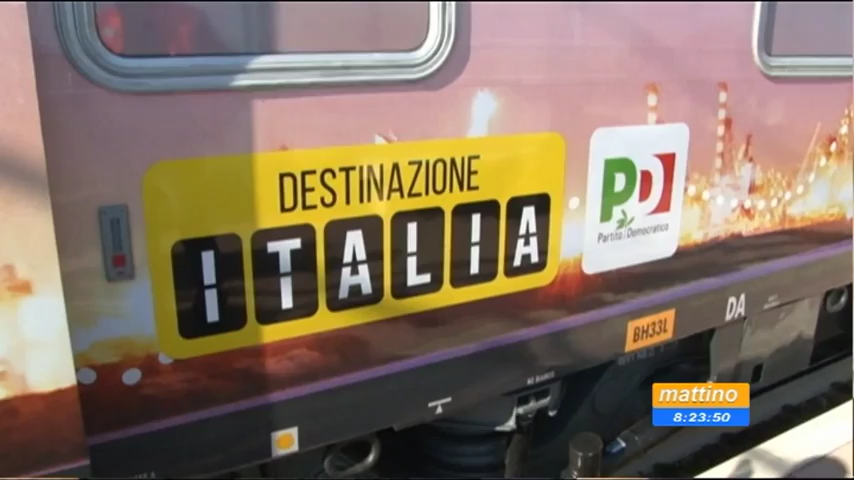 DESTINAZIONE
ITALIA
PD
Partito Democratico
DA
BH33L
mattino
8:23:50